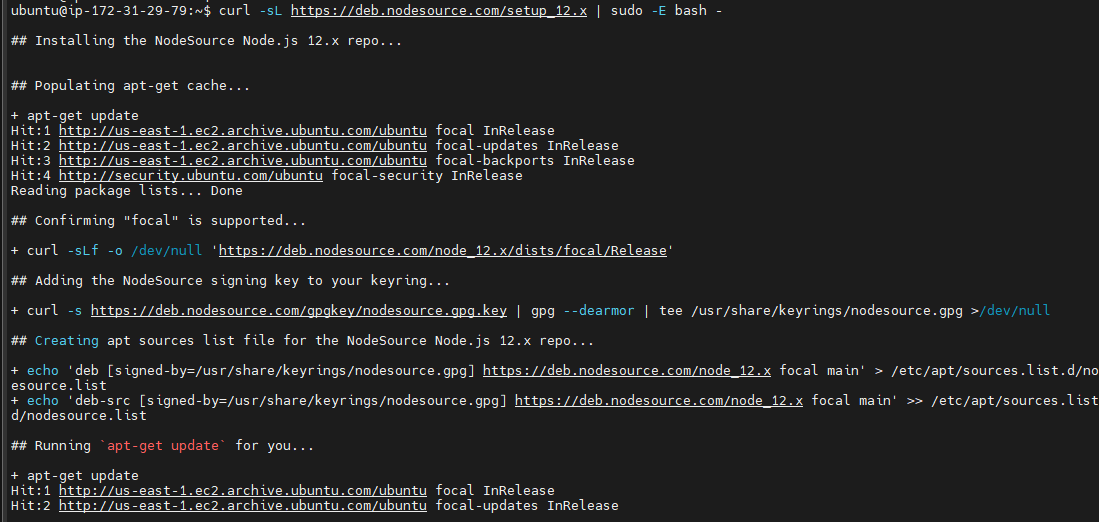 ubuntu@ip-172-31-29-79:~$ curl -sL https://deb.nodesource.com/setup_12.x | sudo -E bash -
## Installing the NodeSource Node.js 12.x repo...
## Populating apt-get cache...
+ apt-get update
Hit:1 http://us-east-1.ec2.archive.ubuntu.com/ubuntu focal InRelease
Hit:2 http://us-east-1.ec2.archive.ubuntu.com/ubuntu focal-updates InRelease
Hit:3 http://us-east-1.ec2.archive.ubuntu.com/ubuntu focal-backports InRelease
Hit:4 http://security.ubuntu.com/ubuntu focal-security InRelease
Reading package lists... Done
## Confirming "focal" is supported...
+ curl -sLf -o /dev/null 'https://deb.nodesource.com/node_12.x/dists/focal/Release'
## Adding the NodeSource signing key to your keyring...
+ curl -s https://deb.nodesource.com/gpgkey/nodesource.gpg.key | gpg --dearmor | tee /usr/share/keyrings/nodesource.gpg >/dev/null
## Creating apt sources list file for the NodeSource Node.js 12.x repo...
+ echo 'deb [signed-by=/usr/share/keyrings/nodesource.gpg] https://deb.nodesource.com/node_12.x focal main' > /etc/apt/sources.list.d/no
esource.list
+ echo 'deb-src [signed-by=/usr/share/keyrings/nodesource.gpg] https://deb.nodesource.com/node_12.x focal main' >> /etc/apt/sources.list
d/nodesource.list
## Running `apt-get update` for you...
+ apt-get update
Hit:1 http://us-east-1.ec2.archive.ubuntu.com/ubuntu focal InRelease
Hit:2 http://us-east-1.ec2.archive.ubuntu.com/ubuntu focal-updates InRelease